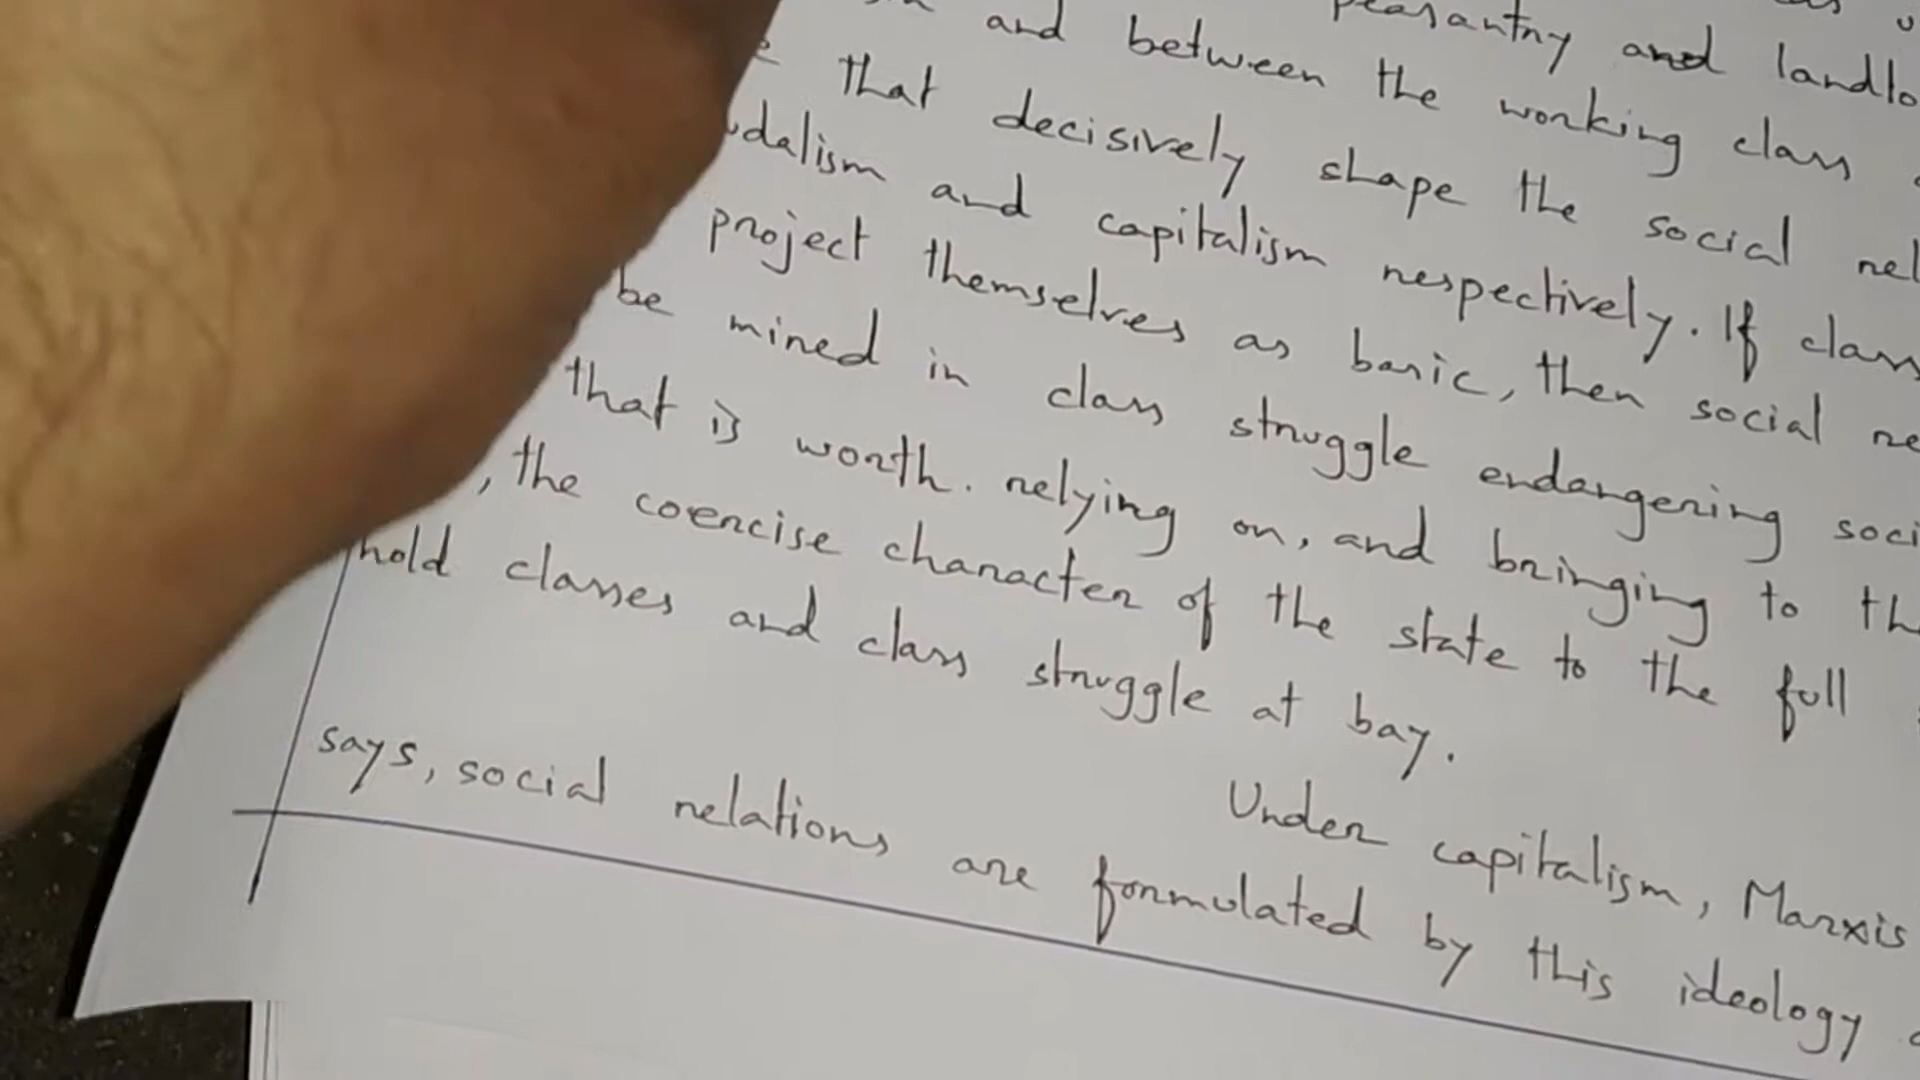 peasantry and landlo
and between the working class
that decisively shape the social rel
dalism and capitalism respectively. If class
project themselves as basic, then social re
be mined in class struggle endangering soci
that is worth. relying on, and bringing to th
, the coercise character of the state to the full
hold classes and class struggle at bay.
Under capitalism, Marxis
says, social relations are formulated by this ideology